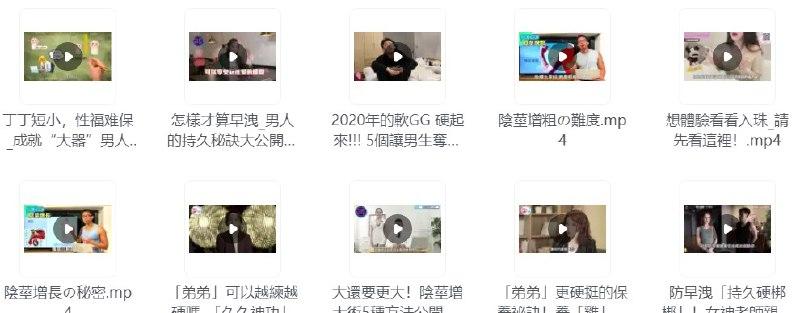 丁丁短小，性福难保
_成就“大器”男人..
怎樣才算早洩_男人
的持久秘訣大公開...
2020年的軟GG 硬起
來!!! 5個讓男生奪...
陰莖增粗の難度.mp
4
想體驗看看入珠_請
先看這裡！.mp4
陰莖增長の秘密.mp
4
「弟弟」可以越練越
硬嗎
「久久神功」
大還要更大！陰莖增
大術5種方法公開
「弟弟」更硬挺的保
養祕訣！養「雞」
防早洩「持久硬梆
梆」！女神老師親